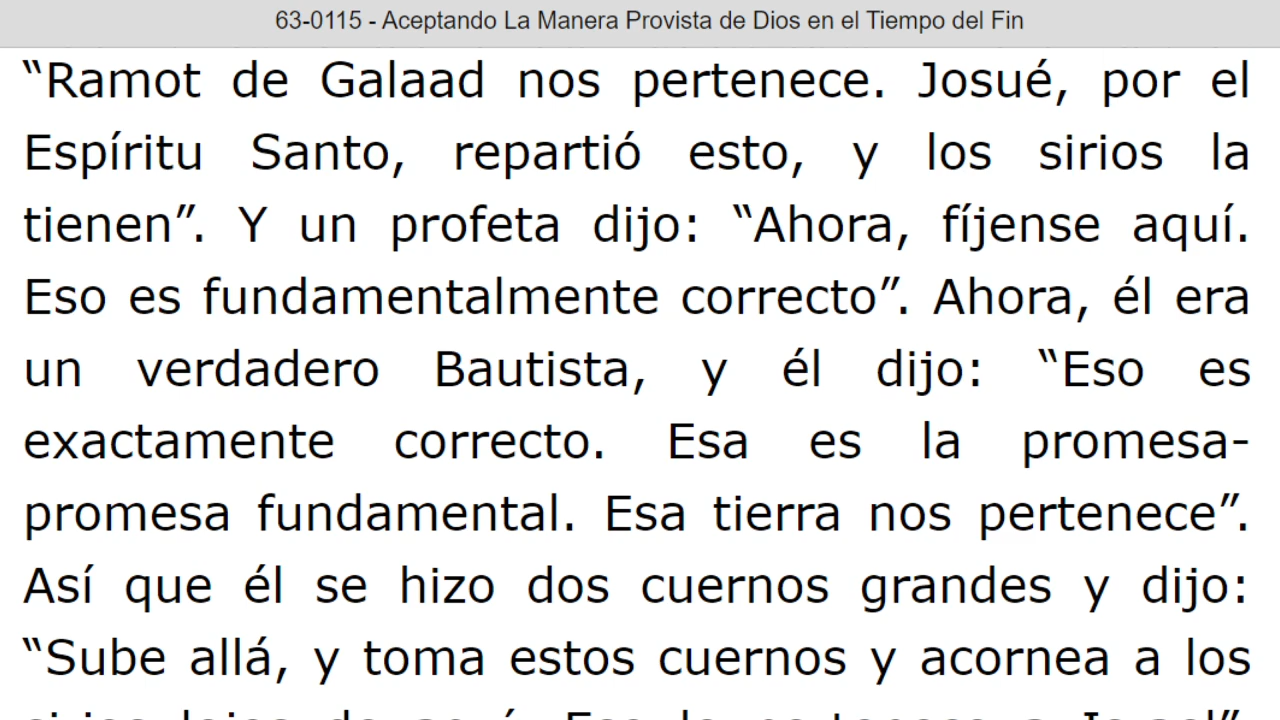 63-0115 - Aceptando La Manera Provista de Dios en el Tiempo del Fin
“Ramot de Galaad nos pertenece. Josué, por el
Espíritu Santo, repartió esto, y los sirios la
tienen”. Y un profeta dijo: “Ahora, fíjense aquí.
Eso es fundamentalmente correcto”. Ahora, él era
un verdadero Bautista, y él dijo: “Eso es
exactamente correcto. Esa es la promesa-
promesa fundamental. Esa tierra nos pertenece”.
Así que él se hizo dos cuernos grandes y dijo:
“Sube allá, y toma estos cuernos y acornea a los